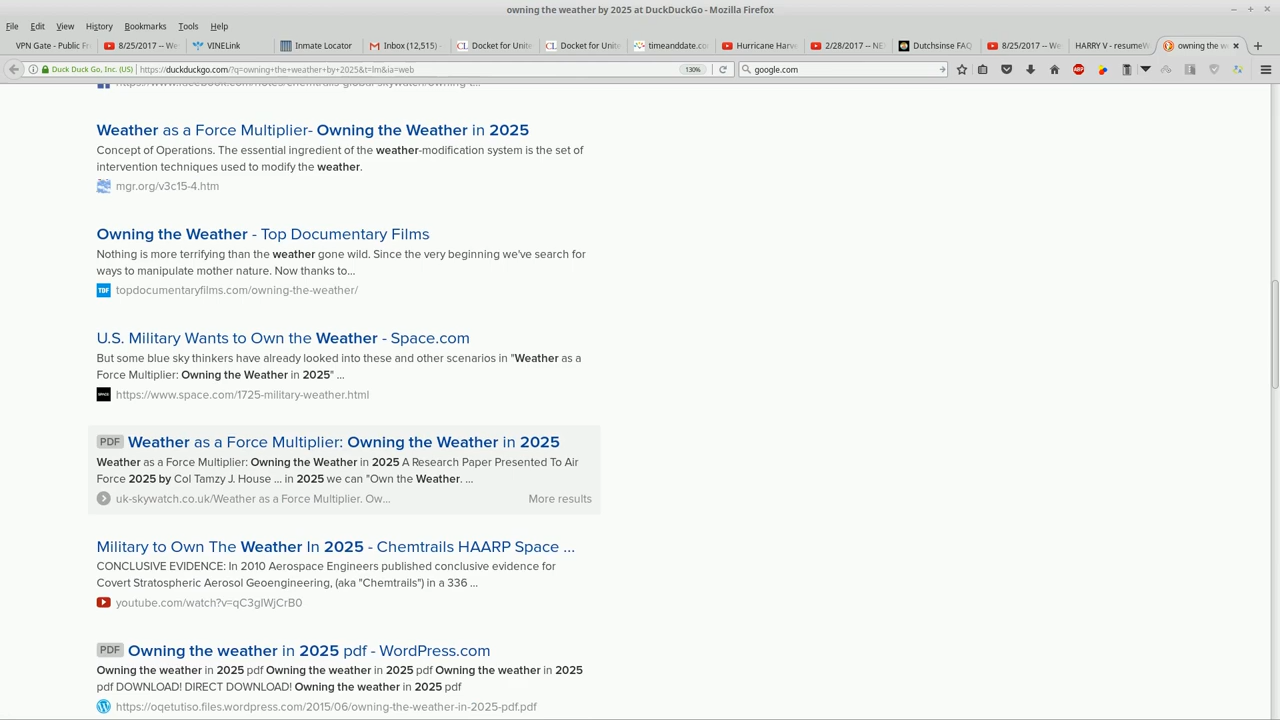 owning the weather by 2025 at DuckDuckGo - Mozilla Firefox
File Edit View History Bookmarks Tools Help
VPN Gate - Public Fr 8/25/2017 -- We VINELink Inmate Locator Inbox (12,515) - Docket for Unite Docket for Unite timeanddate.co Hurricane Harv 2/28/2017 -- NE Dutchsinse FAQ 8/25/2017 -- We HARRY V - resumeW owning the w
Duck Duck Go, Inc. (US) https://duckduckgo.com/?q=owning+the+weather+by+2025&t=lm&ia=web 130% google.com
Weather as a Force Multiplier- Owning the Weather in 2025
Concept of Operations. The essential ingredient of the weather-modification system is the set of
intervention techniques used to modify the weather.
mgr.org/v3c15-4.htm
Owning the Weather - Top Documentary Films
Nothing is more terrifying than the weather gone wild. Since the very beginning we've search for
ways to manipulate mother nature. Now thanks to...
TDF topdocumentaryfilms.com/owning-the-weather/
U.S. Military Wants to Own the Weather - Space.com
But some blue sky thinkers have already looked into these and other scenarios in "Weather as a
Force Multiplier: Owning the Weather in 2025" ...
https://www.space.com/1725-military-weather.html
PDF Weather as a Force Multiplier: Owning the Weather in 2025
Weather as a Force Multiplier: Owning the Weather in 2025 A Research Paper Presented To Air
Force 2025 by Col Tamzy J. House ... in 2025 we can "Own the Weather. ...
uk-skywatch.co.uk/Weather as a Force Multiplier. Ow... More results
Military to Own The Weather In 2025 - Chemtrails HAARP Space ...
CONCLUSIVE EVIDENCE: In 2010 Aerospace Engineers published conclusive evidence for
Covert Stratospheric Aerosol Geoengineering, (aka "Chemtrails") in a 336 ...
youtube.com/watch?v=qC3gIWjCrB0
PDF Owning the weather in 2025 pdf - WordPress.com
Owning the weather in 2025 pdf Owning the weather in 2025 pdf Owning the weather in 2025
pdf DOWNLOAD! DIRECT DOWNLOAD! Owning the weather in 2025 pdf
https://oqetutiso.files.wordpress.com/2015/06/owning-the-weather-in-2025-pdf.pdf